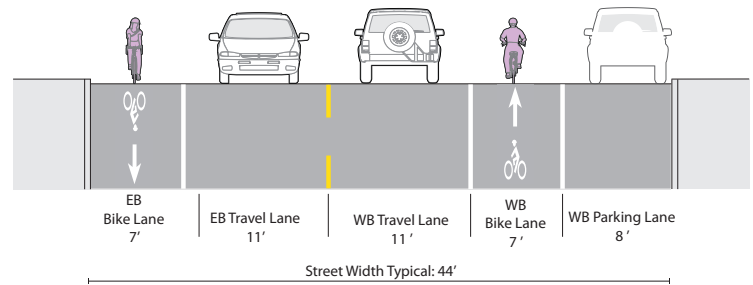 EB
Bike Lane
7′
EB Travel Lane
11′
WB Travel Lane
11 ′
WB
Bike Lane
7 ′
WB Parking Lane
8 ′
Street Width Typical: 44′